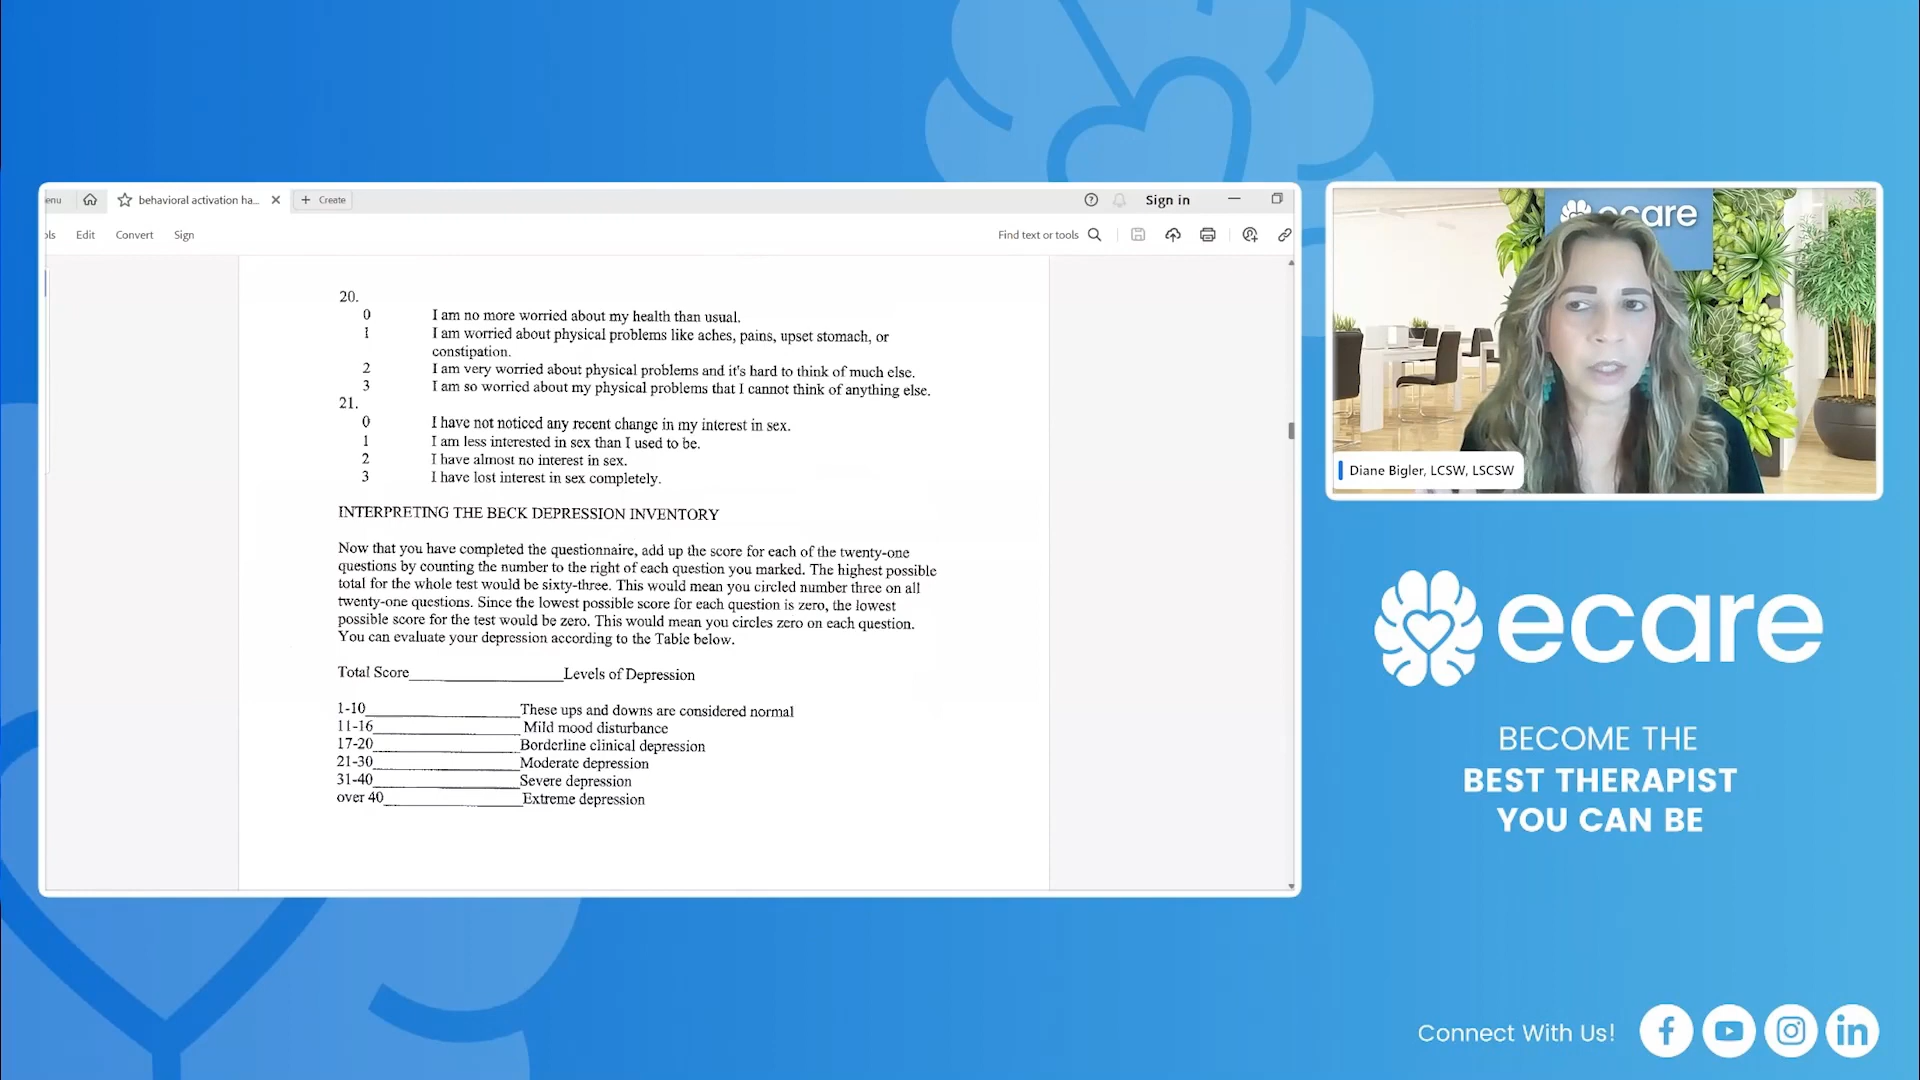 enu
behavioral activation ha...
Create
Sign in
ols
Edit
Convert
Sign
Find text or tools
20.
0 I am no more worried about my health than usual.
1 I am worried about physical problems like aches, pains, upset stomach, or
constipation.
2 I am very worried about physical problems and it's hard to think of much else.
3 I am so worried about my physical problems that I cannot think of anything else.
21.
0 I have not noticed any recent change in my interest in sex.
1 I am less interested in sex than I used to be.
2 I have almost no interest in sex.
3 I have lost interest in sex completely.
INTERPRETING THE BECK DEPRESSION INVENTORY
Now that you have completed the questionnaire, add up the score for each of the twenty-one
questions by counting the number to the right of each question you marked. The highest possible
total for the whole test would be sixty-three. This would mean you circled number three on all
twenty-one questions. Since the lowest possible score for each question is zero, the lowest
possible score for the test would be zero. This would mean you circles zero on each question.
You can evaluate your depression according to the Table below.
Total Score____________________Levels of Depression
1-10____________________These ups and downs are considered normal
11-16____________________ Mild mood disturbance
17-20____________________Borderline clinical depression
21-30____________________Moderate depression
31-40____________________Severe depression
over 40__________________Extreme depression
ecare
Diane Bigler, LCSW, LSCSW
ecare
BECOME THE
BEST THERAPIST
YOU CAN BE
Connect With Us!